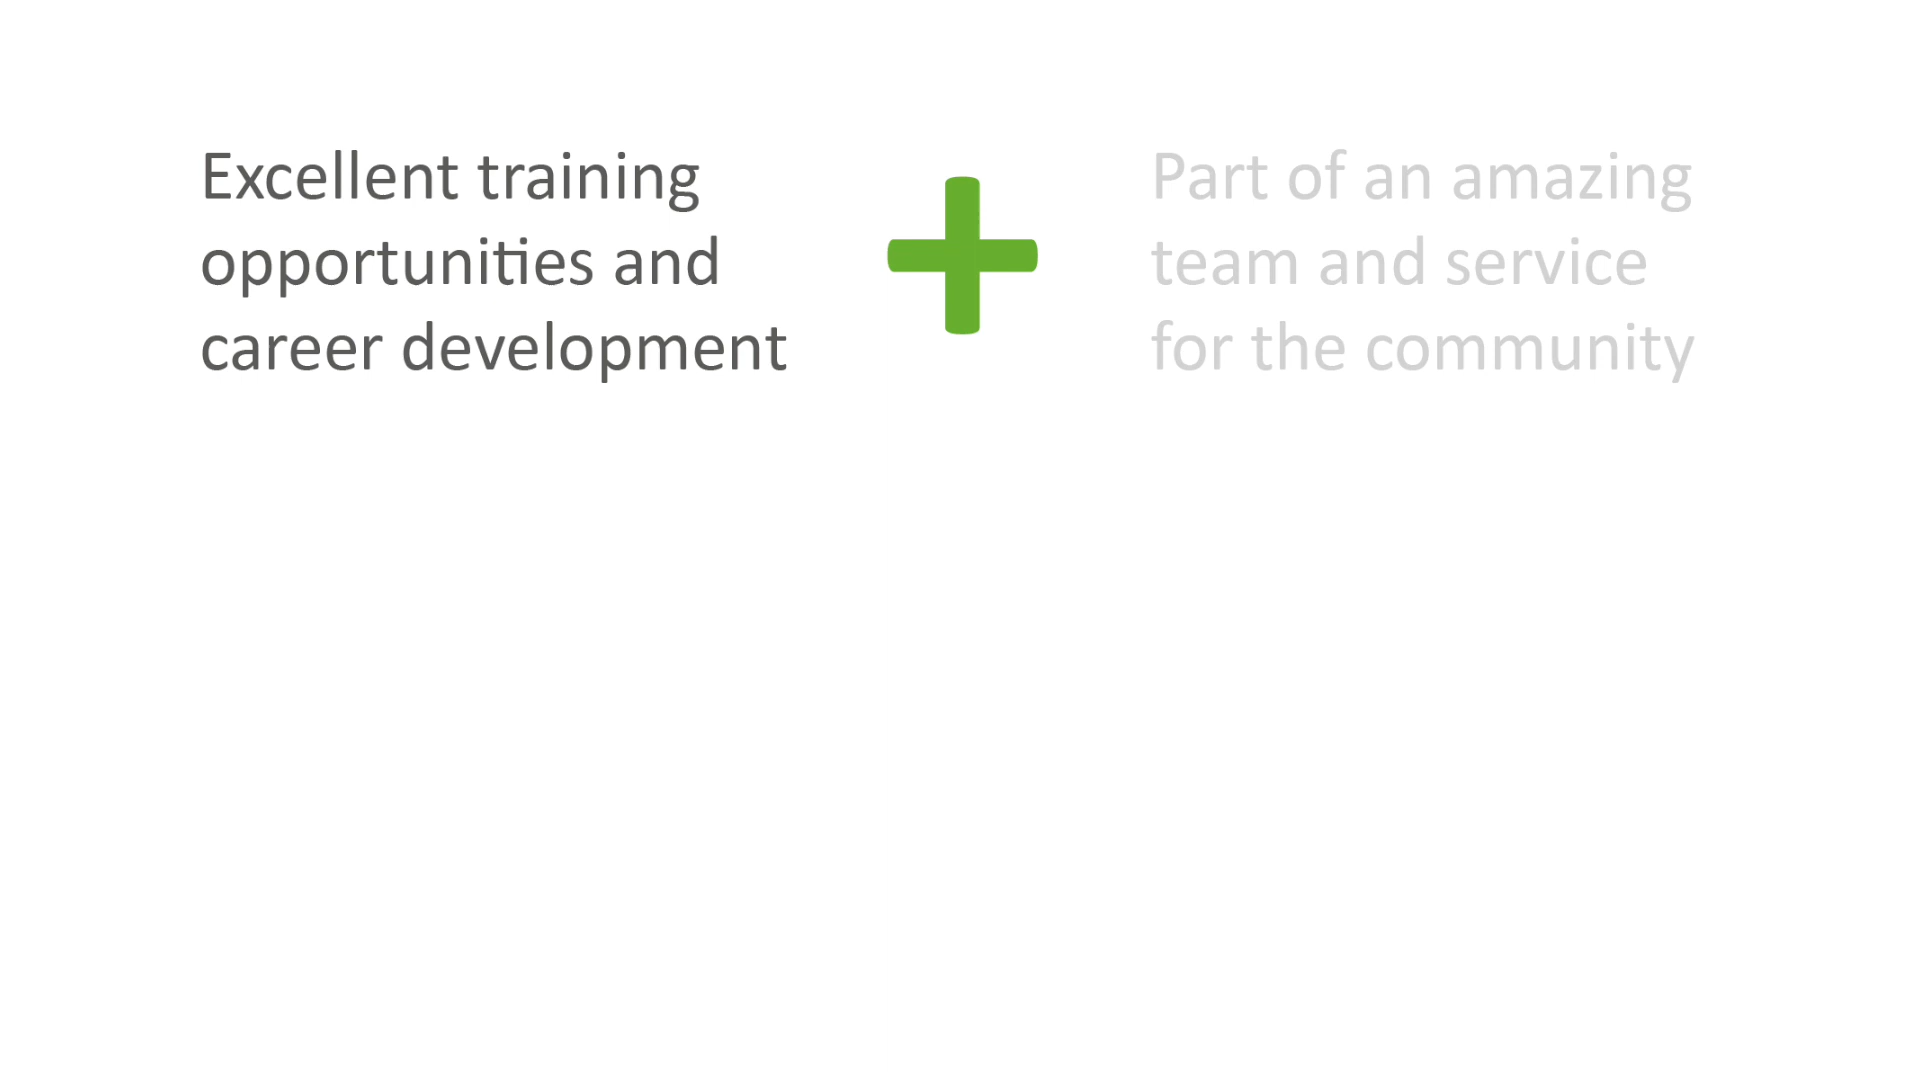 Excellent training
opportunities and
career development
Part of an amazing
team and service
for the community